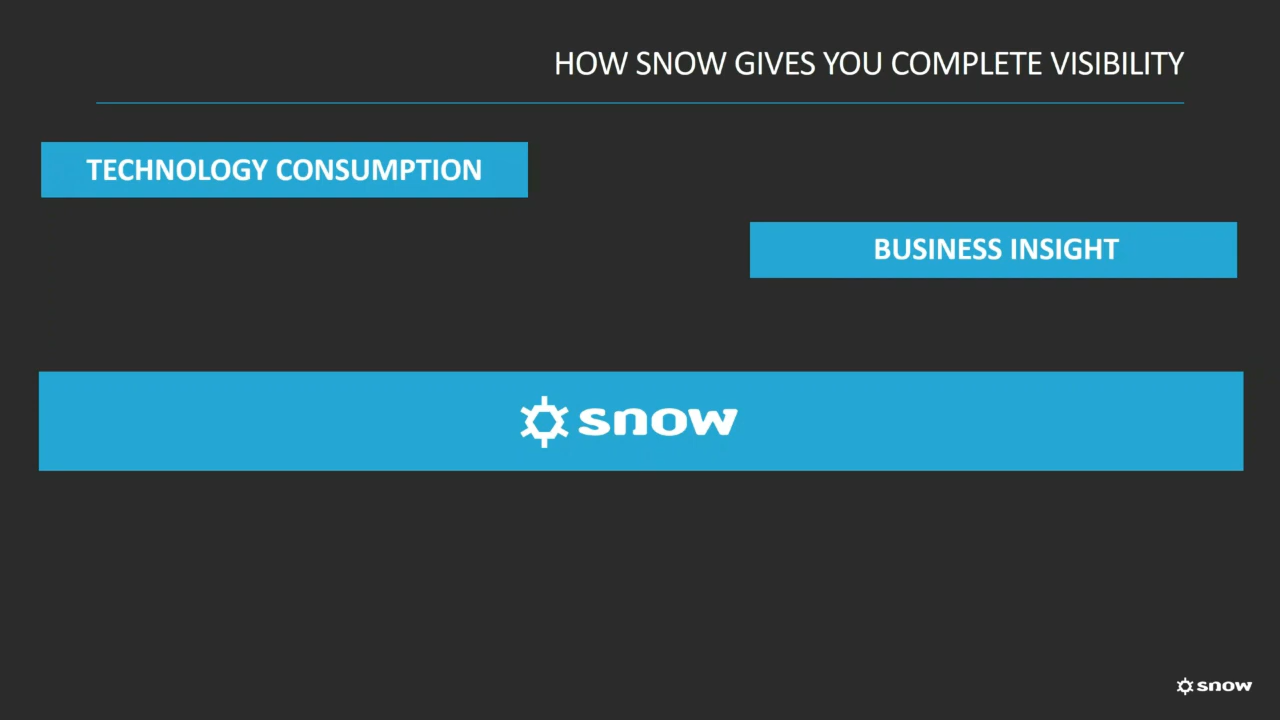 HOW SNOW GIVES YOU COMPLETE VISIBILITY
TECHNOLOGY CONSUMPTION
BUSINESS INSIGHT
snow
snow